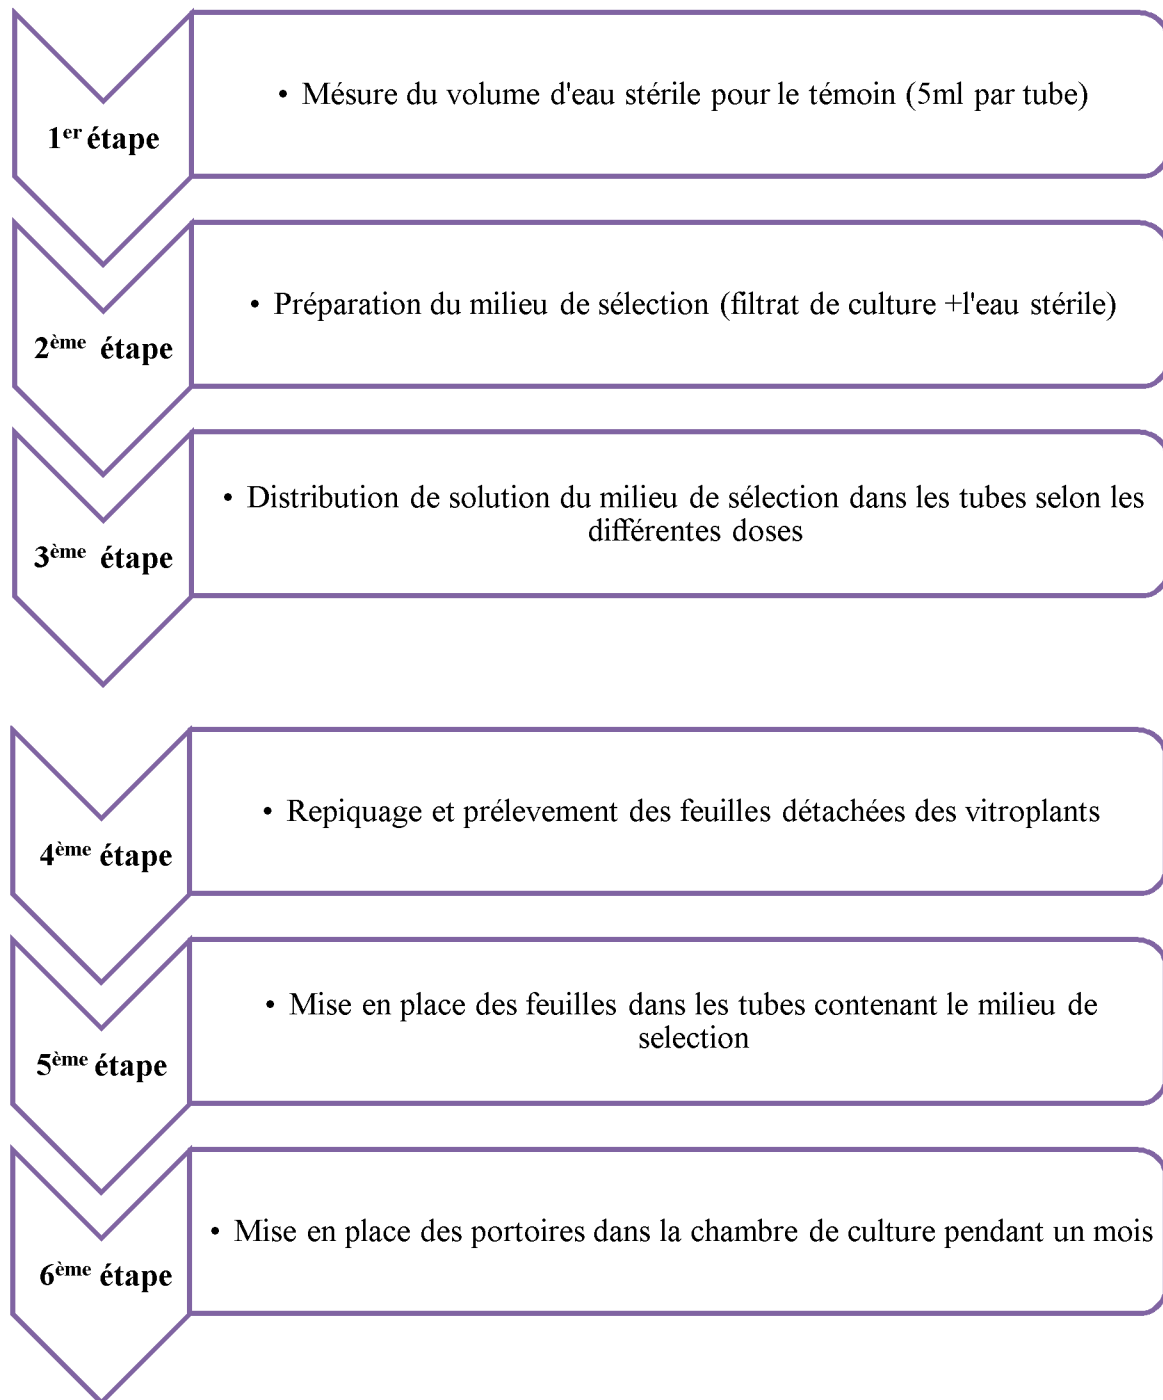 • Mésure du volume d'eau stérile pour le témoin (5ml par tube)
1er étape
• Préparation du milieu de sélection (filtrat de culture +l'eau stérile)
2ème étape
• Distribution de solution du milieu de sélection dans les tubes selon les
différentes doses
3ème étape
• Repiquage et prélevement des feuilles détachées des vitroplants
4ème étape
• Mise en place des feuilles dans les tubes contenant le milieu de
selection
5ème étape
• Mise en place des portoires dans la chambre de culture pendant un mois
6ème étape